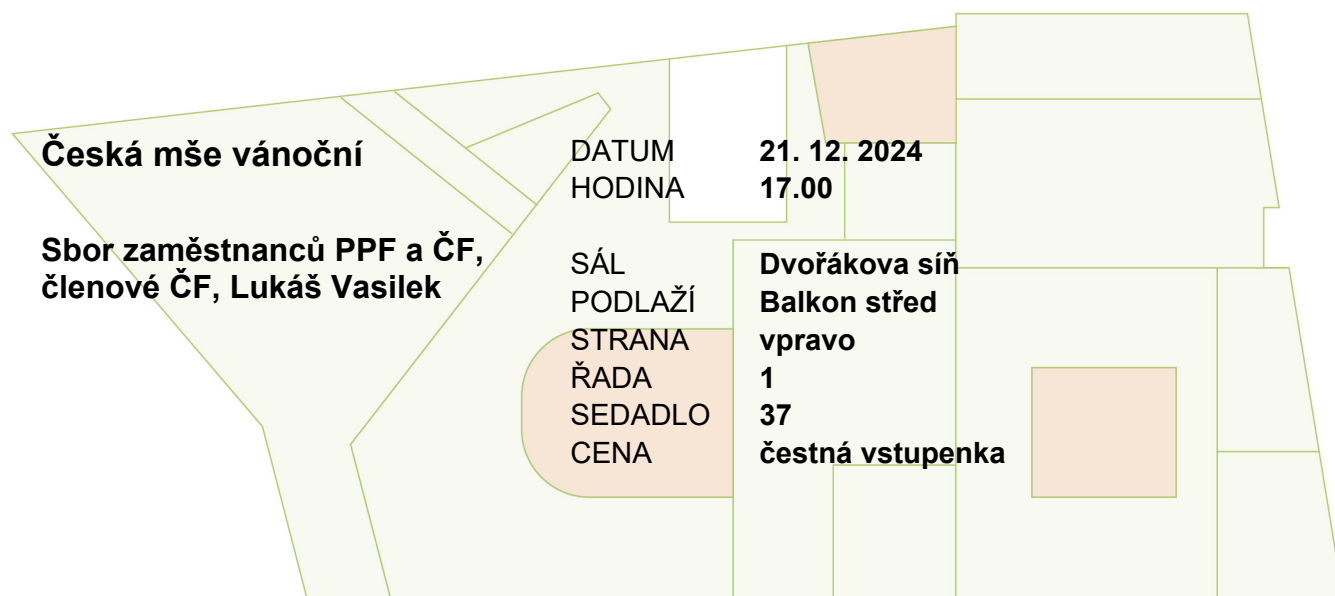 Česká mše vánoční
Sbor zaměstnanců PPF a ČF,
členové ČF, Lukáš Vasilek
DATUM 21. 12. 2024
HODINA 17.00
SÁL Dvořákova síň
PODLAŽÍ Balkon střed
STRANA vpravo
ŘADA 1
SEDADLO 37
CENA čestná vstupenka